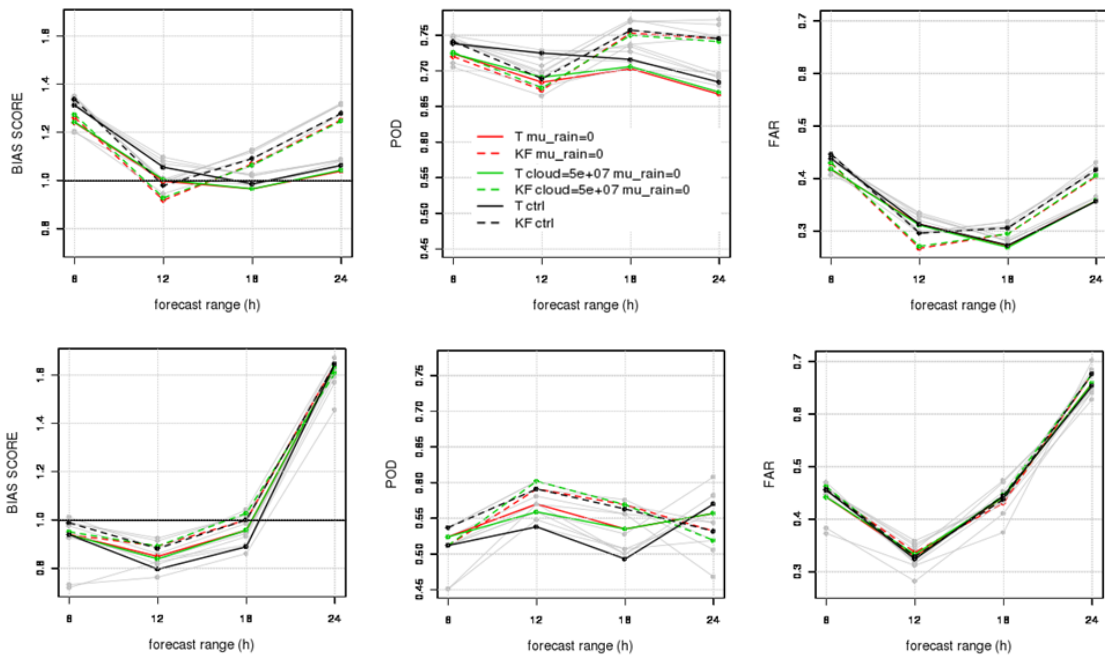 BIAS SCORE
1.6
1.4
1.2
1.0
0.8
6 12 18 24
forecast range (h)
POD
0.75
0.70
0.65
0.60
0.55
0.50
0.45
T mu_rain=0
KF mu_rain=0
T cloud=5e+07 mu_rain=0
KF cloud=5e+07 mu_rain=0
T ctrl
KF ctrl
6 12 18 24
forecast range (h)
FAR
0.7
0.6
0.5
0.4
0.3
6 12 18 24
forecast range (h)
BIAS SCORE
1.6
1.4
1.2
1.0
0.8
6 12 18 24
forecast range (h)
POD
0.75
0.70
0.65
0.60
0.55
0.50
0.45
6 12 18 24
forecast range (h)
FAR
0.7
0.6
0.5
0.4
0.3
6 12 18 24
forecast range (h)